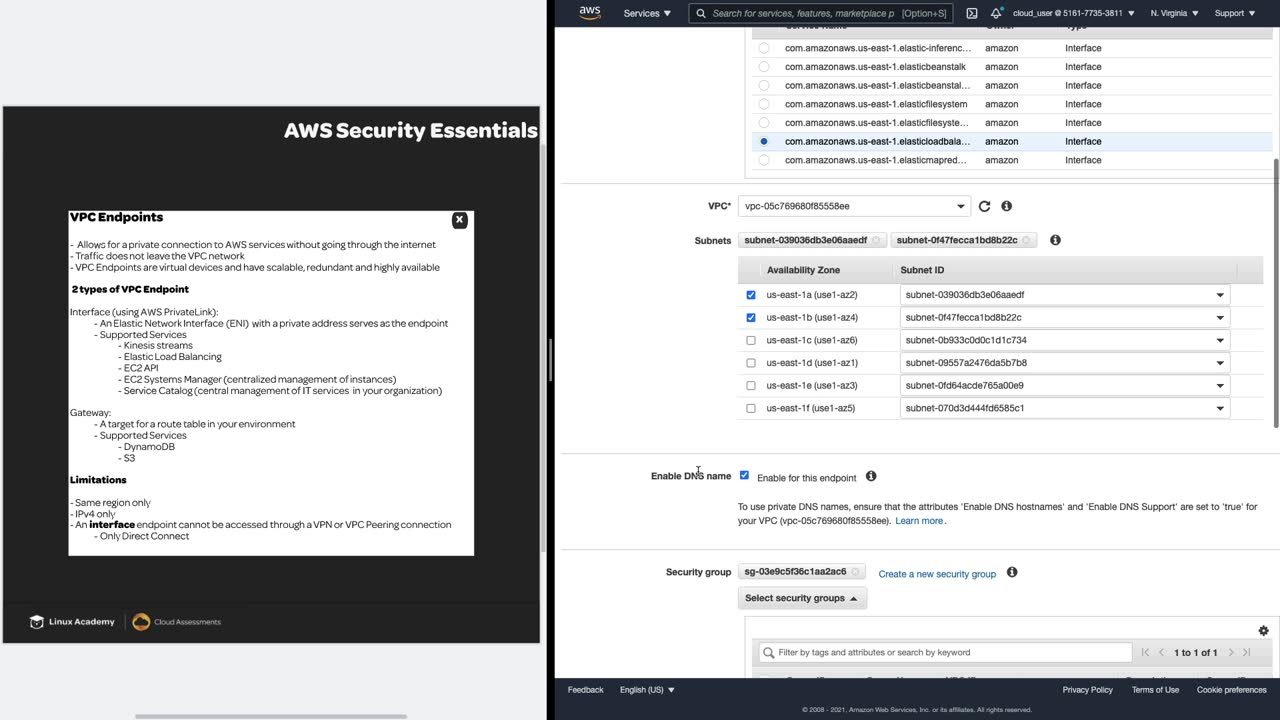 AWS Security Essentials
VPC Endpoints
x
- Allows for a private connection to AWS services without going through the internet
- Traffic does not leave the VPC network
- VPC Endpoints are virtual devices and have scalable, redundant and highly available
2 types of VPC Endpoint
Interface (using AWS PrivateLink):
- An Elastic Network Interface (ENI) with a private address serves as the endpoint
- Supported Services
- Kinesis streams
- Elastic Load Balancing
- EC2 API
- EC2 Systems Manager (centralized management of instances)
- Service Catalog (central management of IT services in your organization)
Gateway:
- A target for a route table in your environment
- Supported Services
- DynamoDB
- S3
Limitations
- Same region only
- IPv4 only
- An interface endpoint cannot be accessed through a VPN or VPC Peering connection
- Only Direct Connect
Linux Academy
Cloud Assessments
aws Services Search for services, features, marketplace p [Option+S] cloud_user @ 5161-7735-3811 N. Virginia Support
com.amazonaws.us-east-1.elastic-inferenc... amazon Interface
com.amazonaws.us-east-1.elasticbeanstalk amazon Interface
com.amazonaws.us-east-1.elasticbeanstal... amazon Interface
com.amazonaws.us-east-1.elasticfilesystem amazon Interface
com.amazonaws.us-east-1.elasticfilesyste... amazon Interface
com.amazonaws.us-east-1.elasticloadbala... amazon Interface
com.amazonaws.us-east-1.elasticmapred... amazon Interface
VPC* vpc-05c769680f85558ee
Subnets subnet-039036db3e06aaedf subnet-0f47fecca1bd8b22c
Availability Zone Subnet ID
us-east-1a (use1-az2) subnet-039036db3e06aaedf
us-east-1b (use1-az4) subnet-0f47fecca1bd8b22c
us-east-1c (use1-az6) subnet-0b933c0d0c1d1c734
us-east-1d (use1-az1) subnet-09557a2476da5b7b8
us-east-1e (use1-az3) subnet-0fd64acde765a00e9
us-east-1f (use1-az5) subnet-070d3d444fd6585c1
Enable DNS name Enable for this endpoint
To use private DNS names, ensure that the attributes 'Enable DNS hostnames' and 'Enable DNS Support' are set to 'true' for
your VPC (vpc-05c769680f85558ee). Learn more.
Security group sg-03e9c5f36c1aa2ac6 Create a new security group
Select security groups
Filter by tags and attributes or search by keyword 1 to 1 of 1
Feedback English (US) Privacy Policy Terms of Use Cookie preferences
© 2008 - 2021, Amazon Web Services, Inc. or its affiliates. All rights reserved.